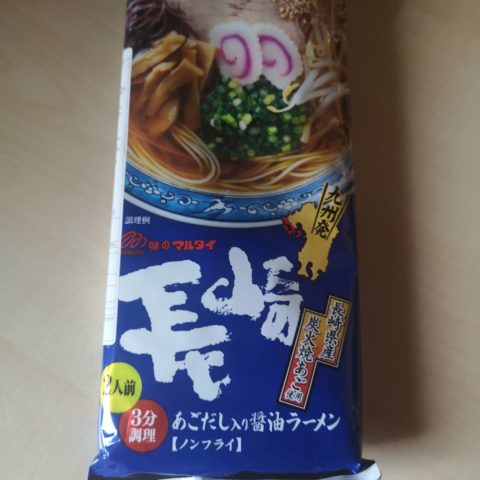 調理例
九州発
味のマルタイ
長崎
長崎県産
炭火焼あご
使用
2人前
3分
調理
あごだし入り醤油ラーメン
【ノンフライ】